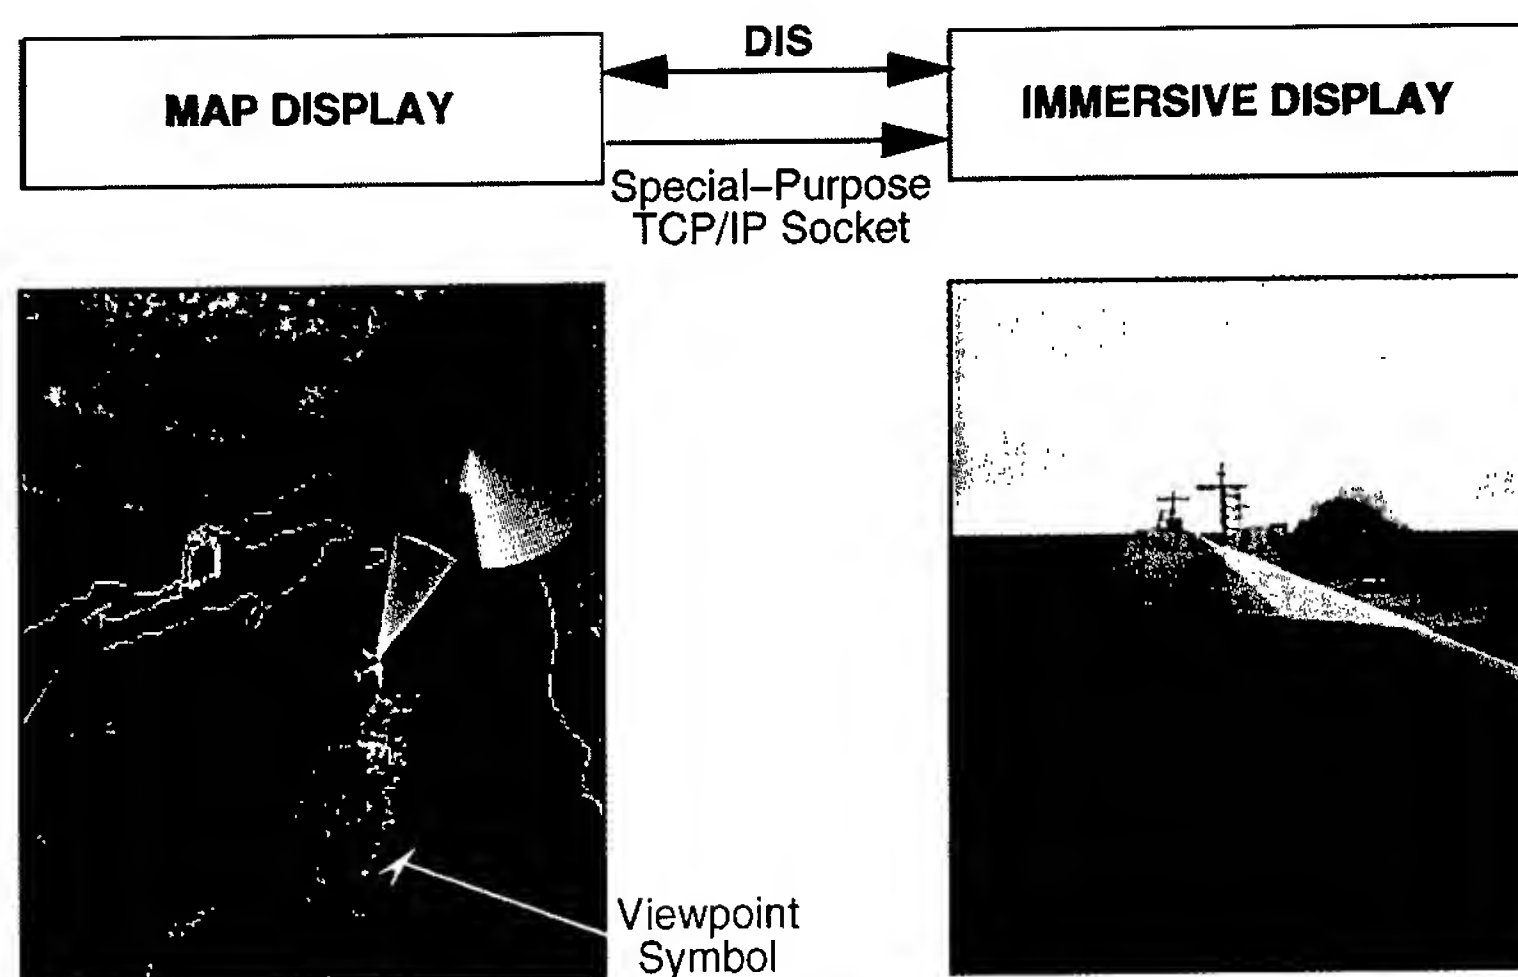 DIS
MAP DISPLAY
IMMERSIVE DISPLAY
Special–Purpose
TCP/IP Socket
Viewpoint
Symbol